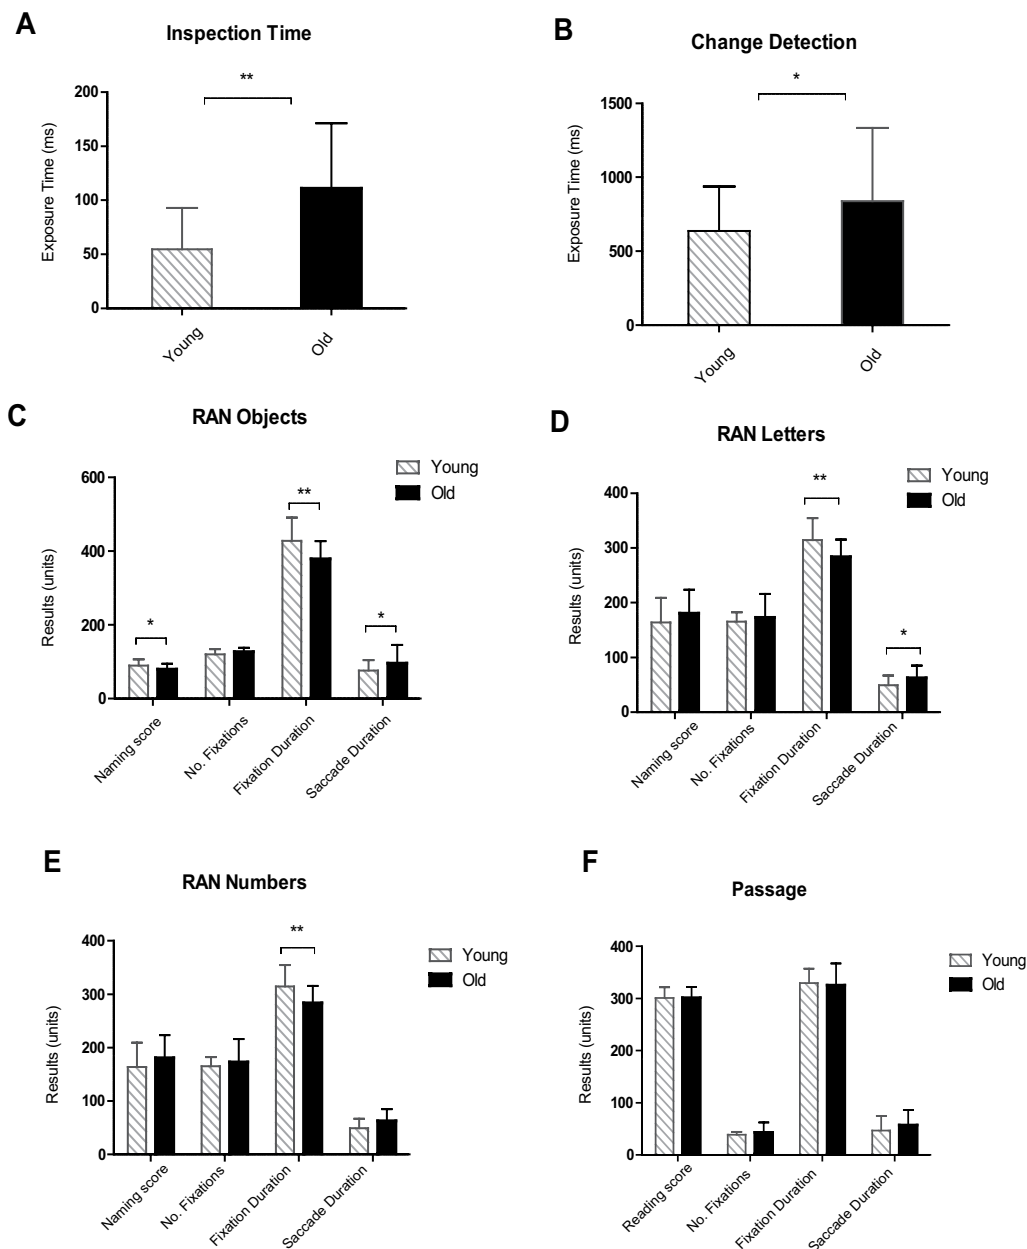 A
Inspection Time
**
Exposure Time (ms)
200
150
100
50
0
Young
Old
B
Change Detection
*
Exposure Time (ms)
1500
1000
500
0
Young
Old
C
RAN Objects
Young
Old
Results (units)
600
400
200
0
*
**
*
Naming score
No. Fixations
Fixation Duration
Saccade Duration
D
RAN Letters
Young
Old
Results (units)
400
300
200
100
0
**
*
Naming score
No. Fixations
Fixation Duration
Saccade Duration
E
RAN Numbers
Young
Old
Results (units)
400
300
200
100
0
**
Naming score
No. Fixations
Fixation Duration
Saccade Duration
F
Passage
Young
Old
Results (units)
400
300
200
100
0
Reading score
No. Fixations
Fixation Duration
Saccade Duration